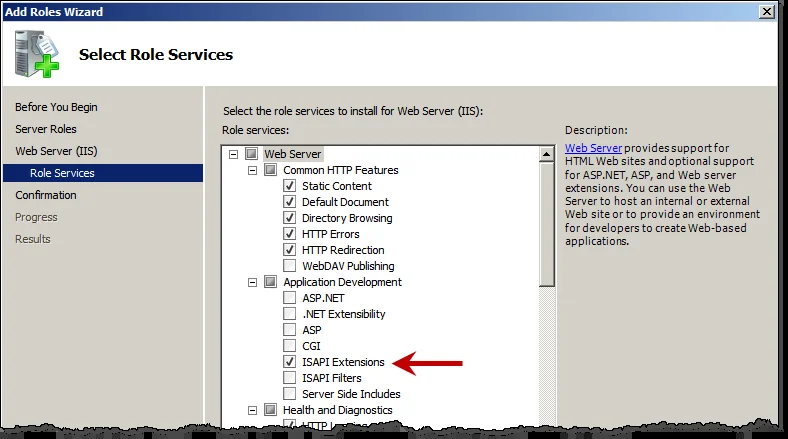 Add Roles Wizard
Select Role Services
Before You Begin
Server Roles
Web Server (IIS)
Role Services
Confirmation
Progress
Results
Select the role services to install for Web Server (IIS):
Role services:
Web Server
Common HTTP Features
Static Content
Default Document
Directory Browsing
HTTP Errors
HTTP Redirection
WebDAV Publishing
Application Development
ASP.NET
.NET Extensibility
ASP
CGI
ISAPI Extensions
ISAPI Filters
Server Side Includes
Health and Diagnostics
HTTP
Description:
Web Server provides support for
HTML Web sites and optional support
for ASP.NET, ASP, and Web server
extensions. You can use the Web
Server to host an internal or external
Web site or to provide an environment
for developers to create Web-based
applications.